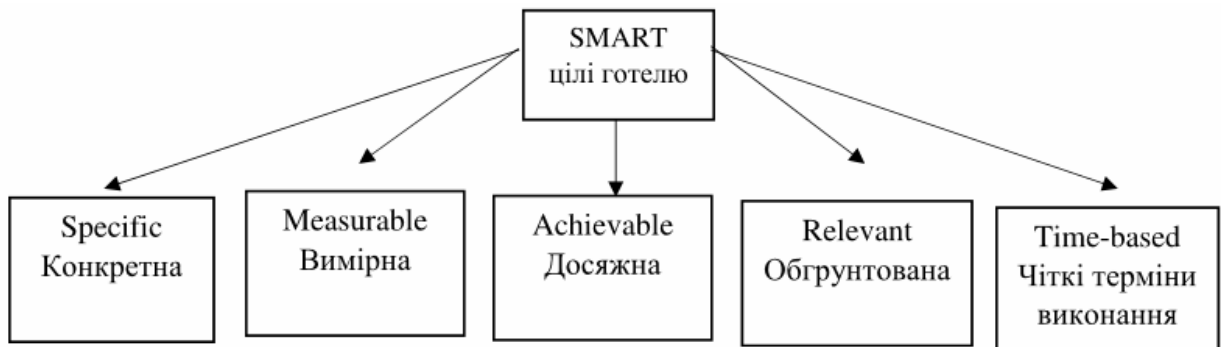 SMART
цілі готелю
Specific
Конкретна
Measurable
Вимірна
Achievable
Досяжна
Relevant
Обгрунтована
Time-based
Чіткі терміни
виконання